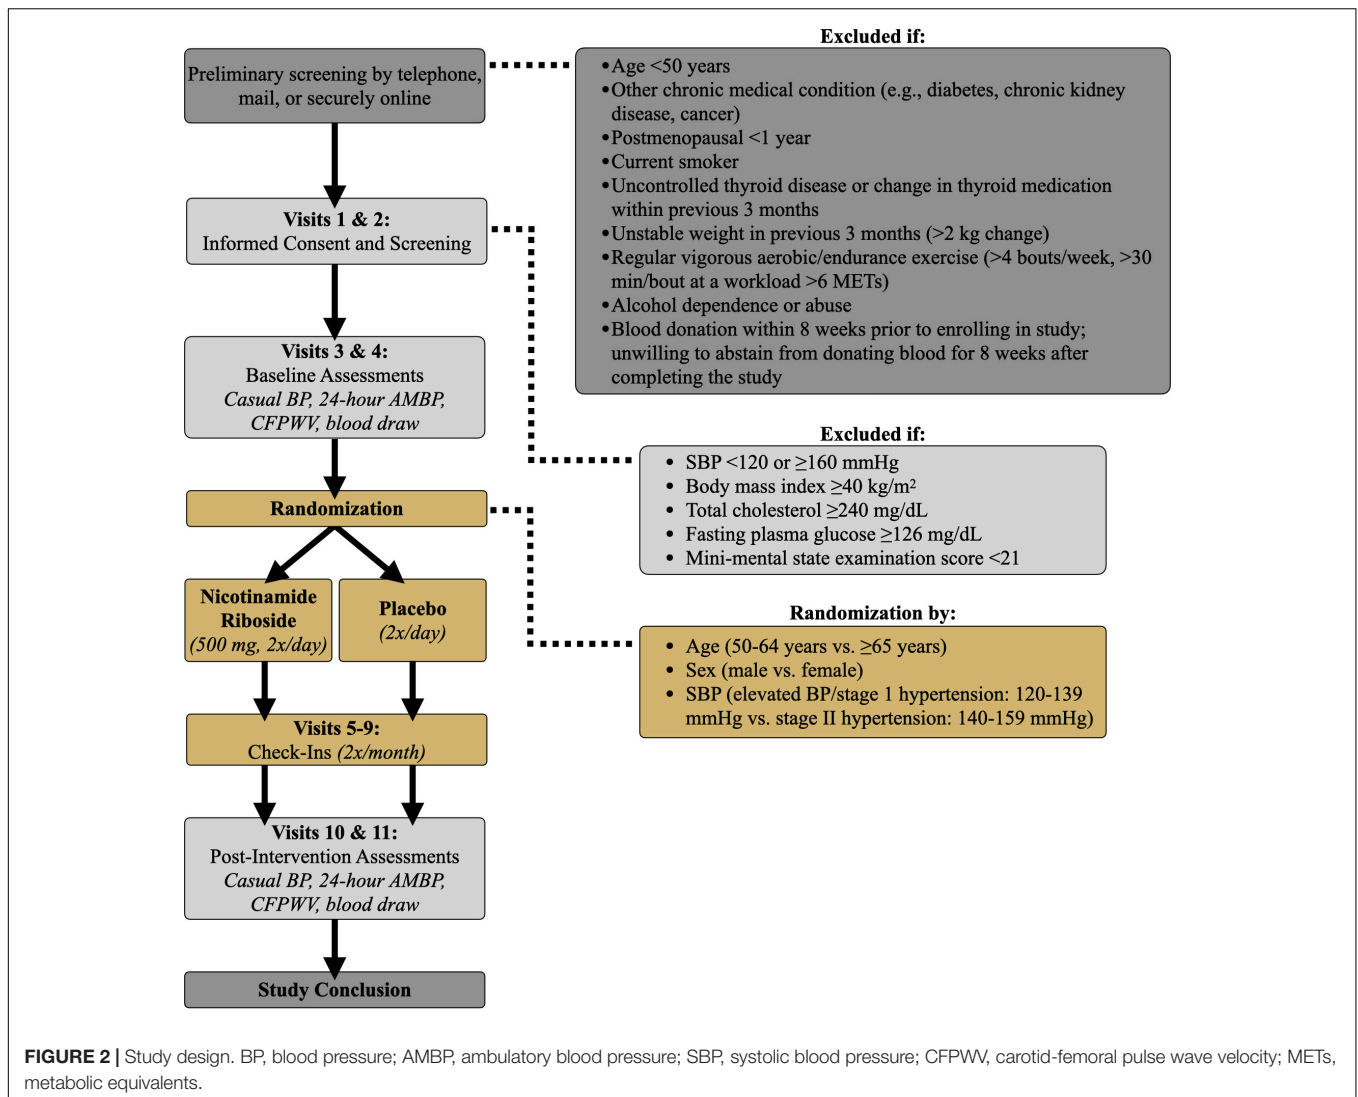 Preliminary screening by telephone,
mail, or securely online
Excluded if:
•Age <50 years
•Other chronic medical condition (e.g., diabetes, chronic kidney
disease, cancer)
•Postmenopausal <1 year
•Current smoker
•Uncontrolled thyroid disease or change in thyroid medication
within previous 3 months
•Unstable weight in previous 3 months (>2 kg change)
•Regular vigorous aerobic/endurance exercise (>4 bouts/week, >30
min/bout at a workload >6 METs)
•Alcohol dependence or abuse
•Blood donation within 8 weeks prior to enrolling in study;
unwilling to abstain from donating blood for 8 weeks after
completing the study
Visits 1 & 2:
Informed Consent and Screening
Excluded if:
• SBP <120 or ≥160 mmHg
• Body mass index ≥40 kg/m²
• Total cholesterol ≥240 mg/dL
• Fasting plasma glucose ≥126 mg/dL
• Mini-mental state examination score <21
Visits 3 & 4:
Baseline Assessments
Casual BP, 24-hour AMBP,
CFPWV, blood draw
Randomization
Randomization by:
• Age (50-64 years vs. ≥65 years)
• Sex (male vs. female)
• SBP (elevated BP/stage 1 hypertension: 120-139
mmHg vs. stage II hypertension: 140-159 mmHg)
Nicotinamide
Riboside
(500 mg, 2x/day)
Placebo
(2x/day)
Visits 5-9:
Check-Ins (2x/month)
Visits 10 & 11:
Post-Intervention Assessments
Casual BP, 24-hour AMBP,
CFPWV, blood draw
Study Conclusion
FIGURE 2 | Study design. BP, blood pressure; AMBP, ambulatory blood pressure; SBP, systolic blood pressure; CFPWV, carotid-femoral pulse wave velocity; METs,
metabolic equivalents.